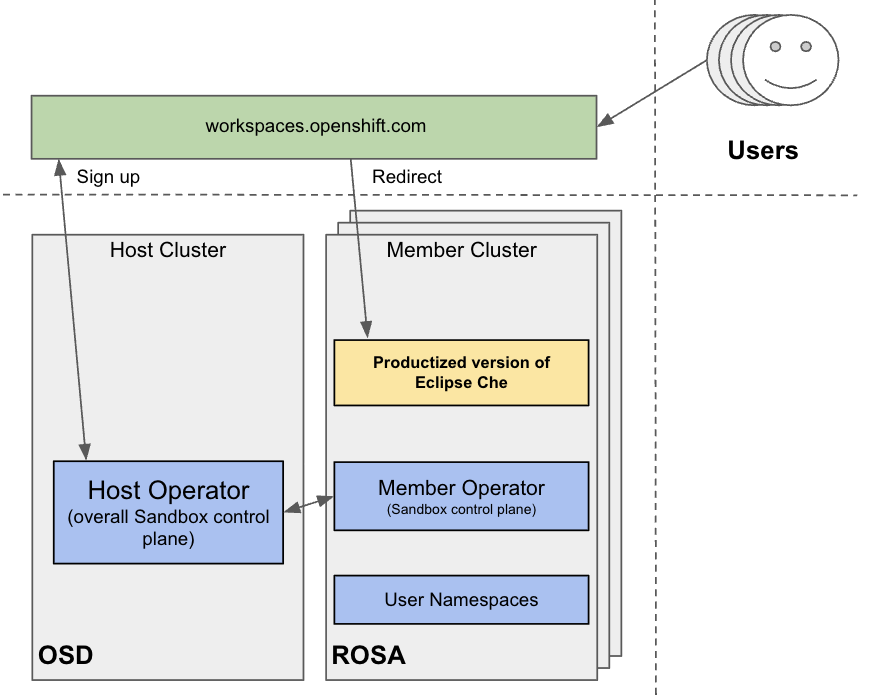 workspaces.openshift.com
Users
Sign up
Redirect
Host Cluster
Member Cluster
Productized version of
Eclipse Che
Host Operator
(overall Sandbox control
plane)
Member Operator
(Sandbox control plane)
User Namespaces
OSD
ROSA